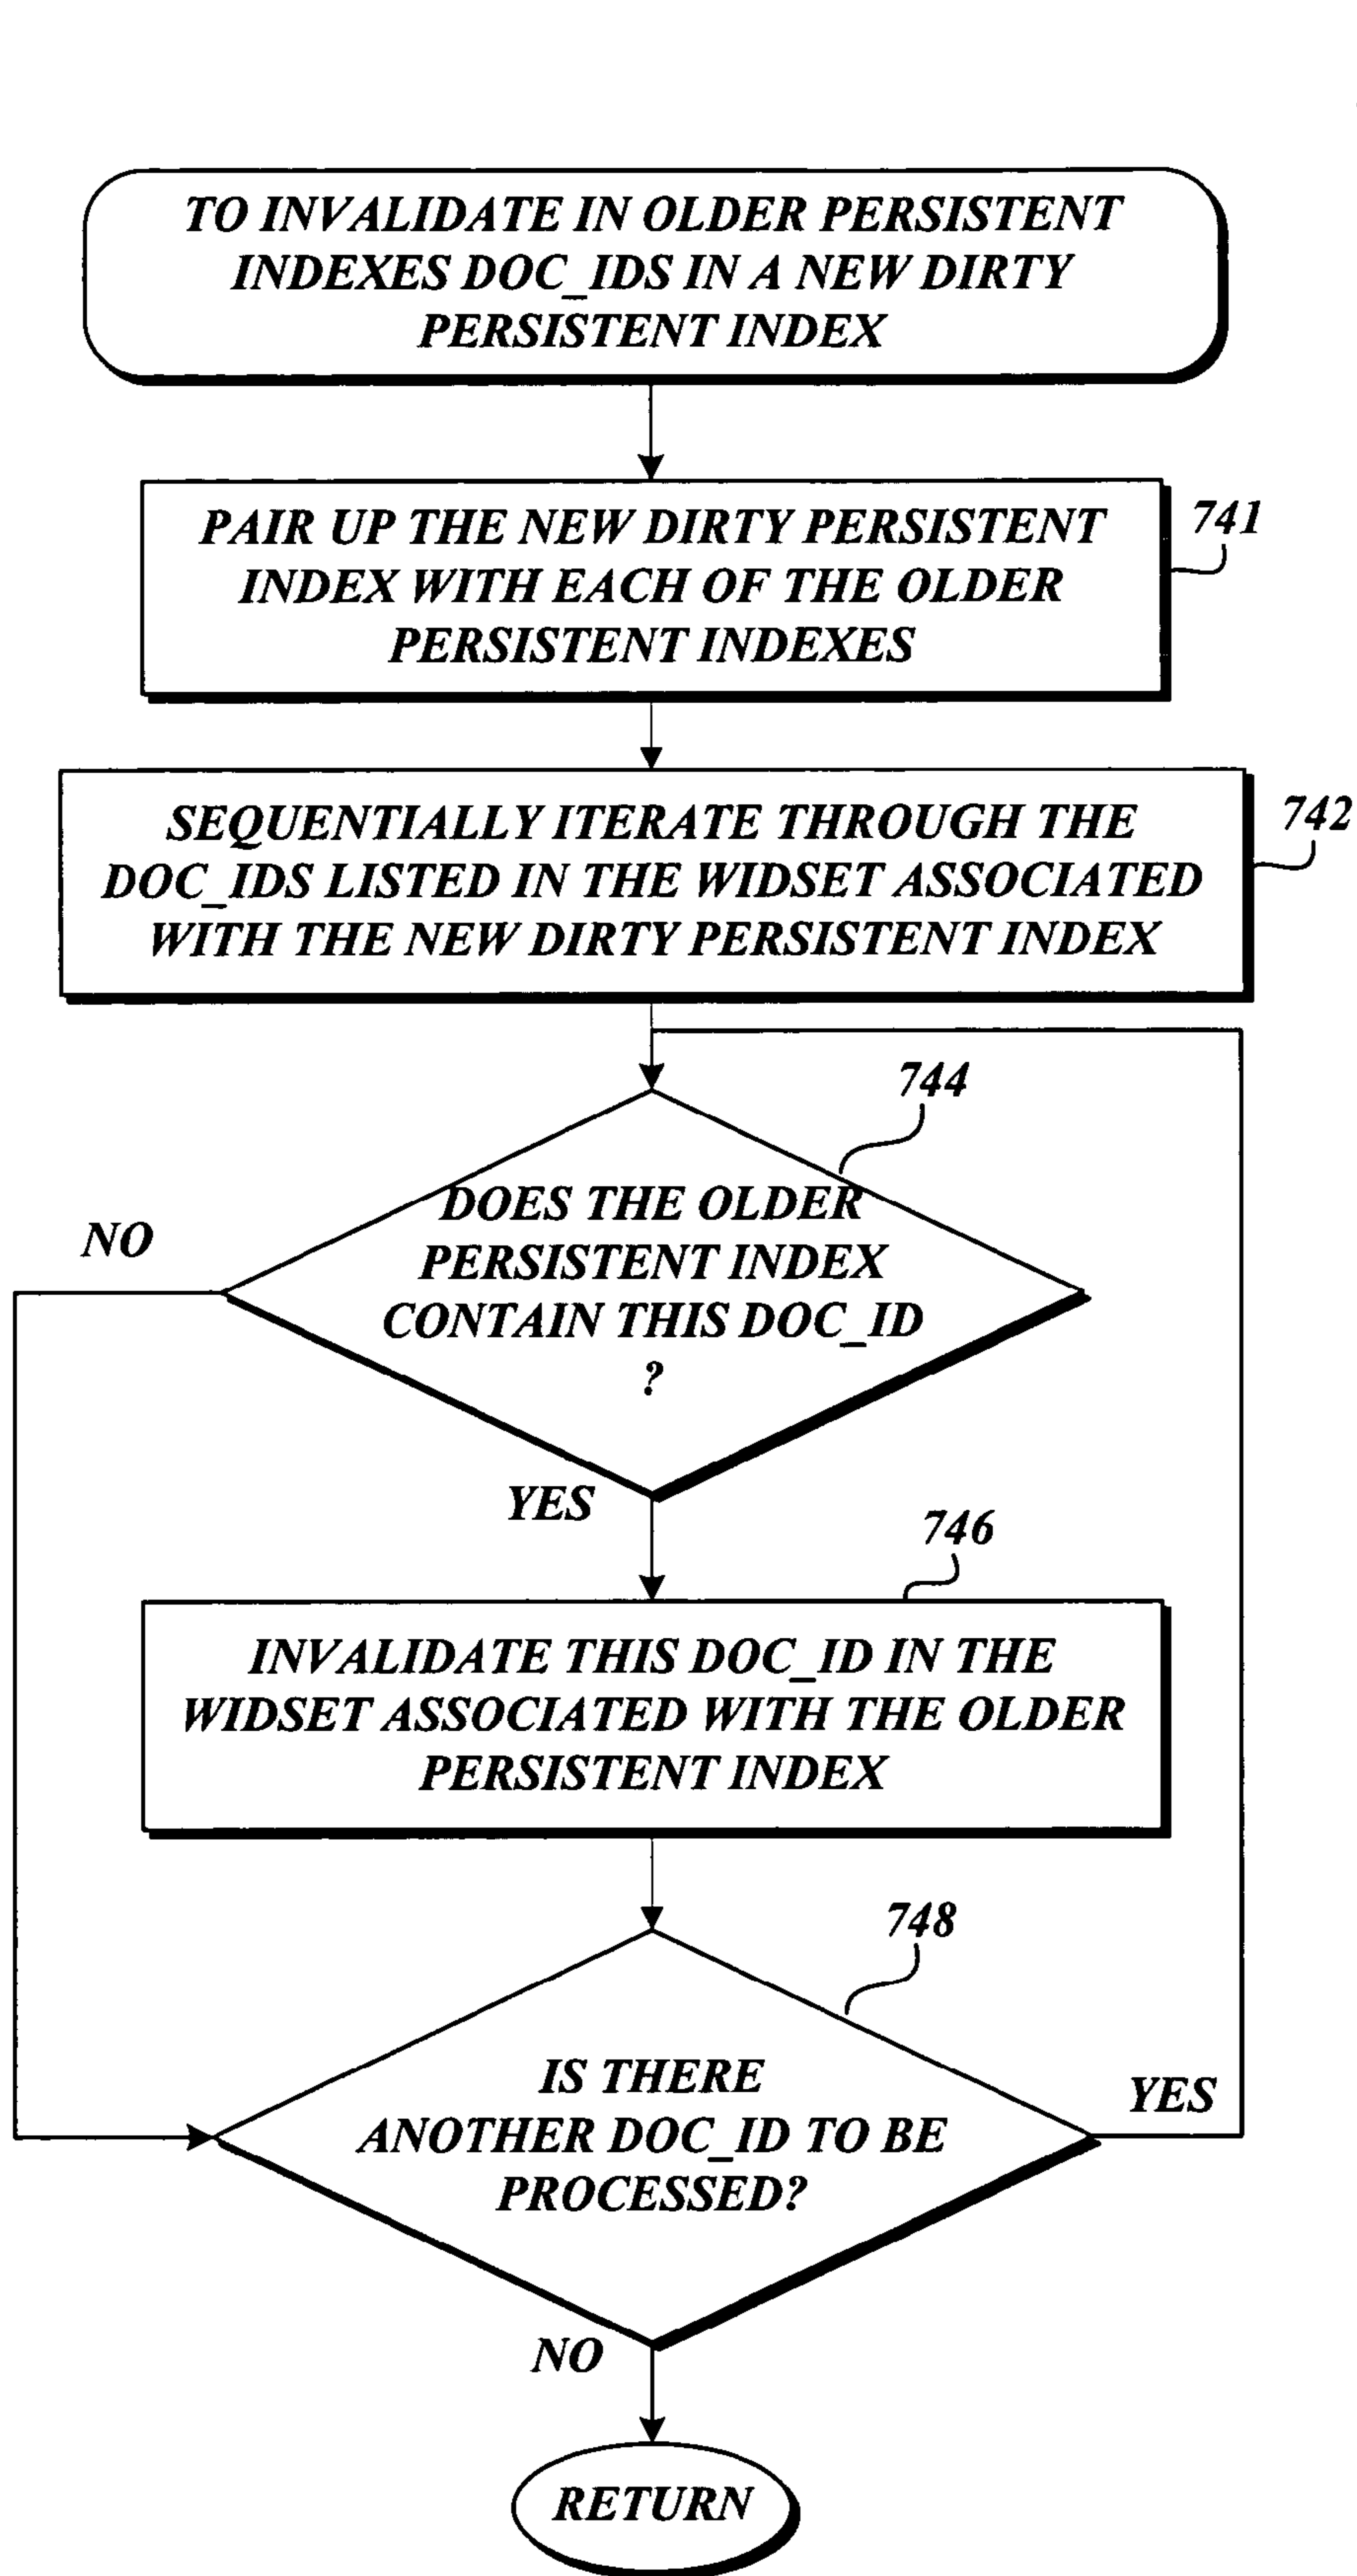 TO INVALIDATE IN OLDER PERSISTENT
INDEXES DOC_IDS IN A NEW DIRTY
PERSISTENT INDEX
PAIR UP THE NEW DIRTY PERSISTENT
INDEX WITH EACH OF THE OLDER
PERSISTENT INDEXES
741
SEQUENTIALLY ITERATE THROUGH THE
DOC_IDS LISTED IN THE WIDSET ASSOCIATED
WITH THE NEW DIRTY PERSISTENT INDEX
742
744
DOES THE OLDER
PERSISTENT INDEX
CONTAIN THIS DOC_ID
?
NO
YES
746
INVALIDATE THIS DOC_ID IN THE
WIDSET ASSOCIATED WITH THE OLDER
PERSISTENT INDEX
748
IS THERE
ANOTHER DOC_ID TO BE
PROCESSED?
YES
NO
RETURN